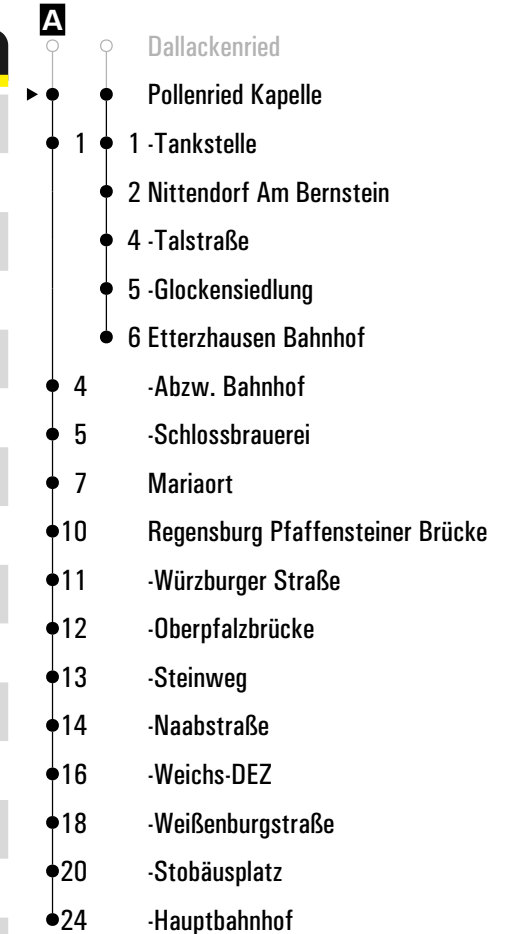 A
Dallackenried
Pollenried Kapelle
1 1 -Tankstelle
2 Nittendorf Am Bernstein
4 -Talstraße
5 -Glockensiedlung
6 Etterzhausen Bahnhof
4 -Abzw. Bahnhof
5 -Schlossbrauerei
7 Mariaort
10 Regensburg Pfaffensteiner Brücke
11 -Würzburger Straße
12 -Oberpfalzbrücke
13 -Steinweg
14 -Naabstraße
16 -Weichs-DEZ
18 -Weißenburgstraße
20 -Stobäusplatz
24 -Hauptbahnhof